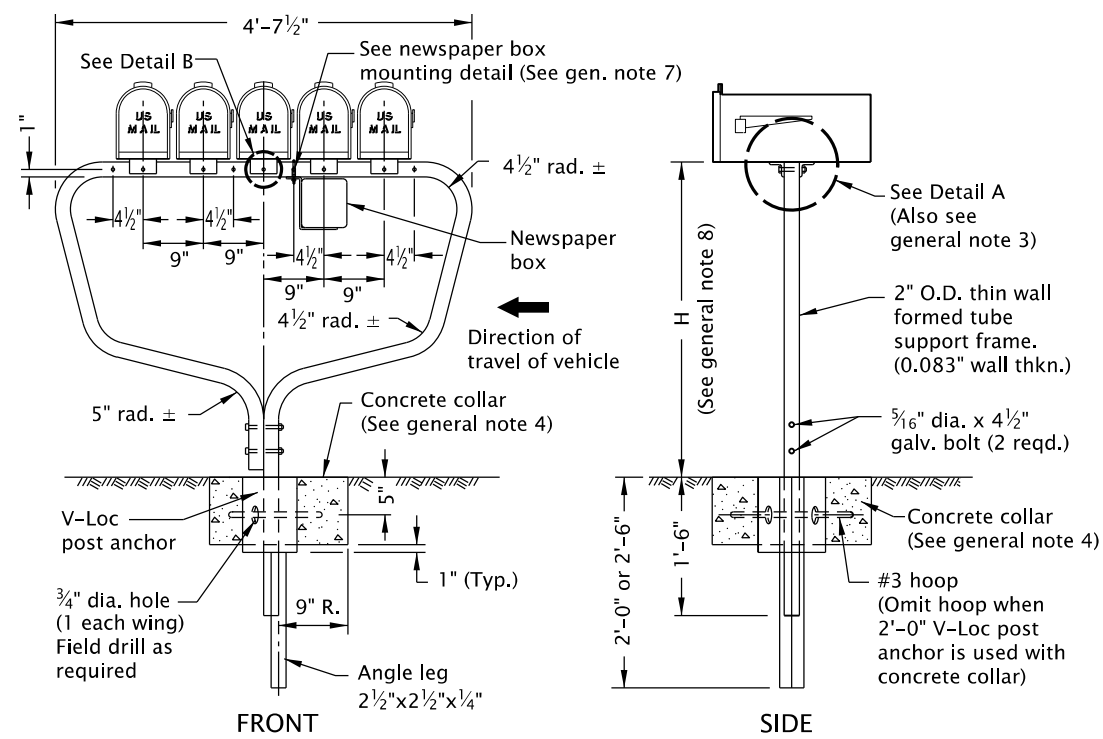 4'-7½"
See Detail B
See newspaper box
mounting detail (See gen. note 7)
US
MAIL
US
MAIL
US
MAIL
US
MAIL
US
MAIL
1"
4½" rad. ±
4½"
4½"
4½"
4½"
9"
9"
9"
9"
Newspaper
box
4½" rad. ±
Direction of
travel of vehicle
5" rad. ±
Concrete collar
(See general note 4)
5"
V-Loc
post anchor
1" (Typ.)
9" R.
¾" dia. hole
(1 each wing)
Field drill as
required
Angle leg
2½"x2½"x¼"
FRONT
H
(See general note 8)
See Detail A
(Also see
general note 3)
2" O.D. thin wall
formed tube
support frame.
(0.083" wall thkn.)
5⁄16" dia. x 4½"
galv. bolt (2 reqd.)
2'-0" or 2'-6"
1'-6"
Concrete collar
(See general note 4)
#3 hoop
(Omit hoop when
2'-0" V-Loc post
anchor is used with
concrete collar)
SIDE